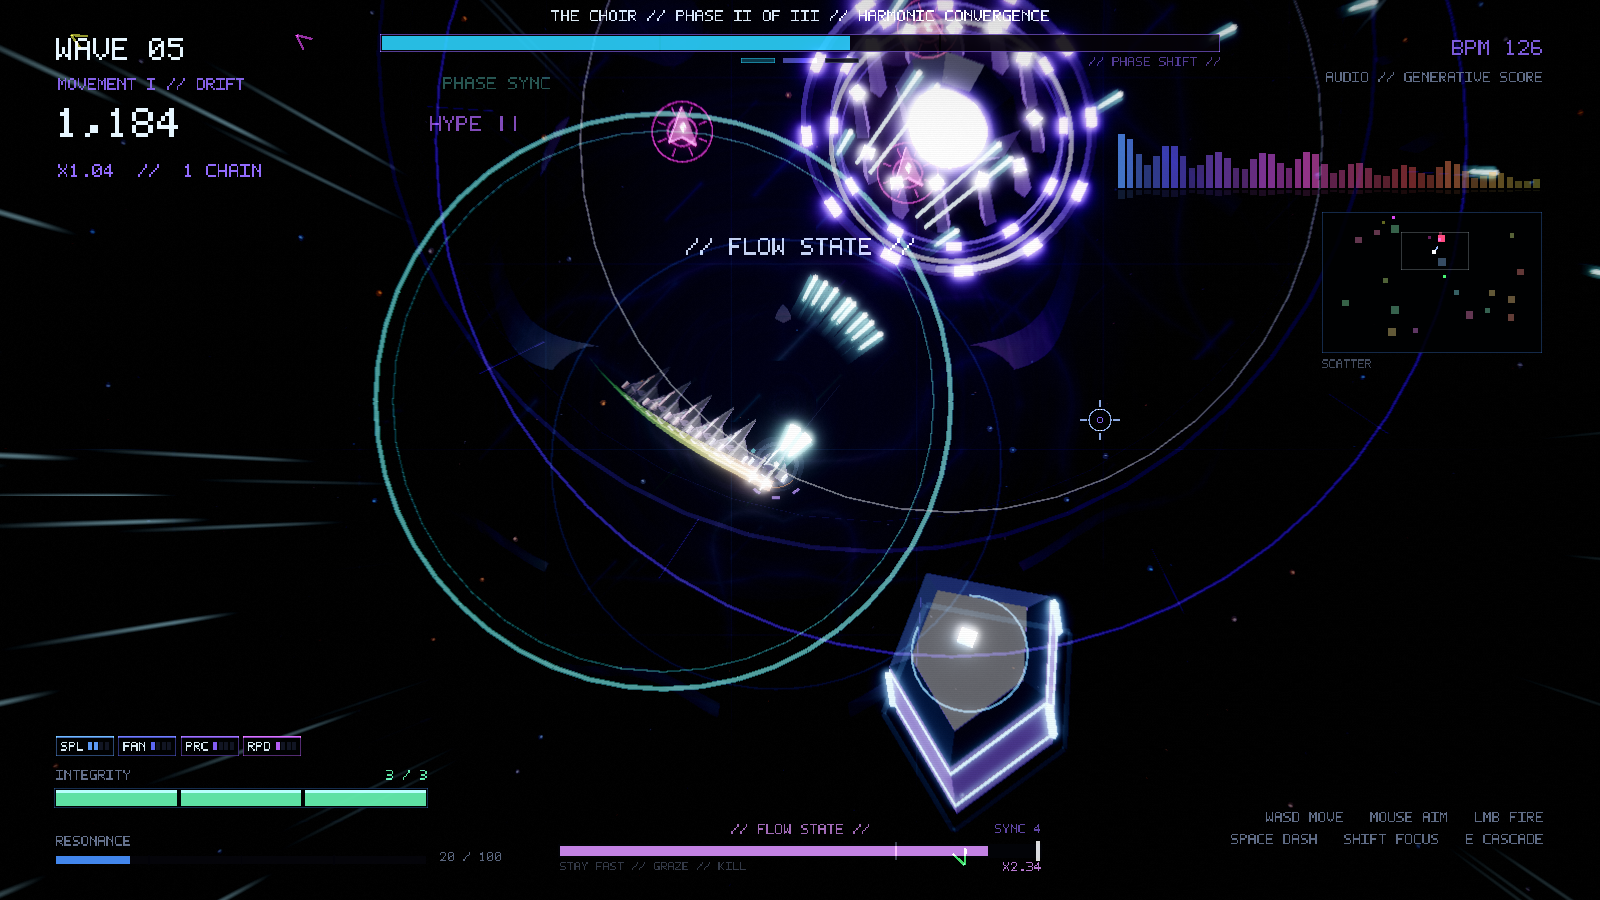 THE CHOIR // PHASE II OF III // HARMONIC CONVERGENCE
WAVE 05
MOVEMENT I // DRIFT
1.184
X1.04 // 1 CHAIN
PHASE SYNC
HYPE II
// PHASE SHIFT //
BPM 126
AUDIO // GENERATIVE SCORE
SCATTER
// FLOW STATE //
SPL FAN PRC RPD
INTEGRITY 3 / 3
RESONANCE
20 / 100
// FLOW STATE // SYNC 4
STAY FAST // GRAZE // KILL X2.34
WASD MOVE MOUSE AIM LMB FIRE
SPACE DASH SHIFT FOCUS E CASCADE